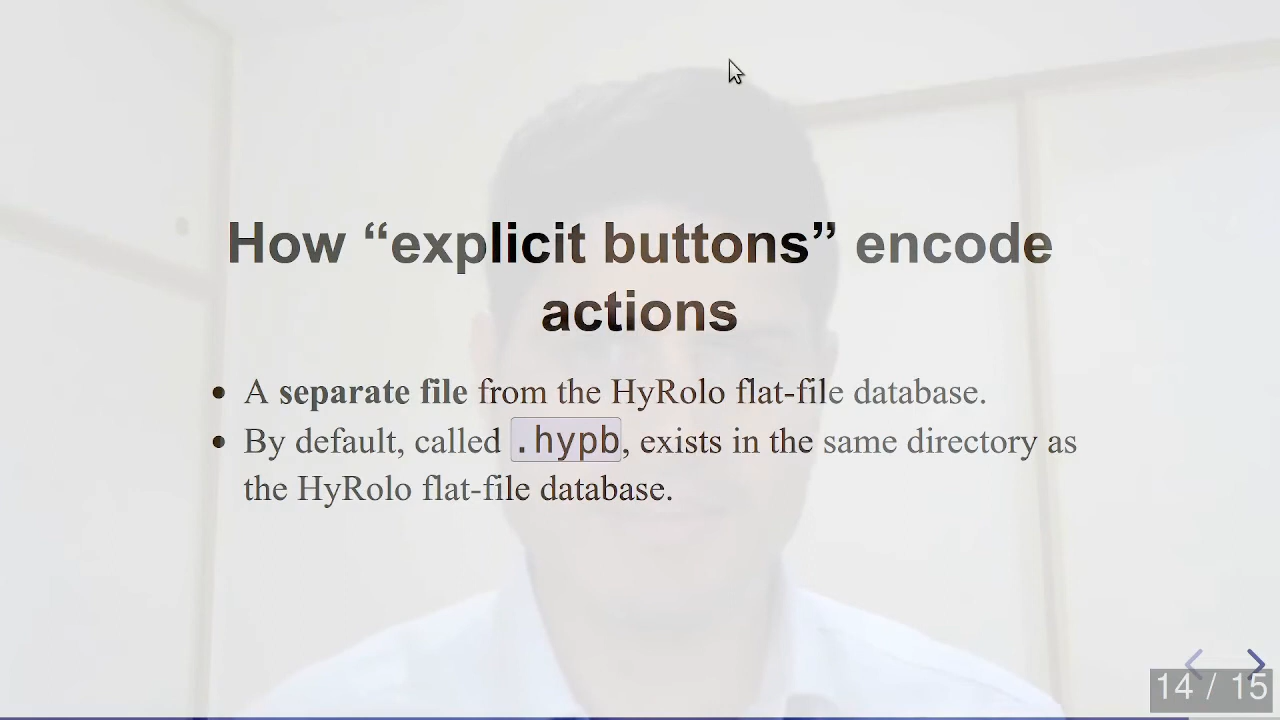 How “explicit buttons” encode
actions
• A separate file from the HyRolo flat-file database.
• By default, called .hypb, exists in the same directory as
the HyRolo flat-file database.
14 / 15